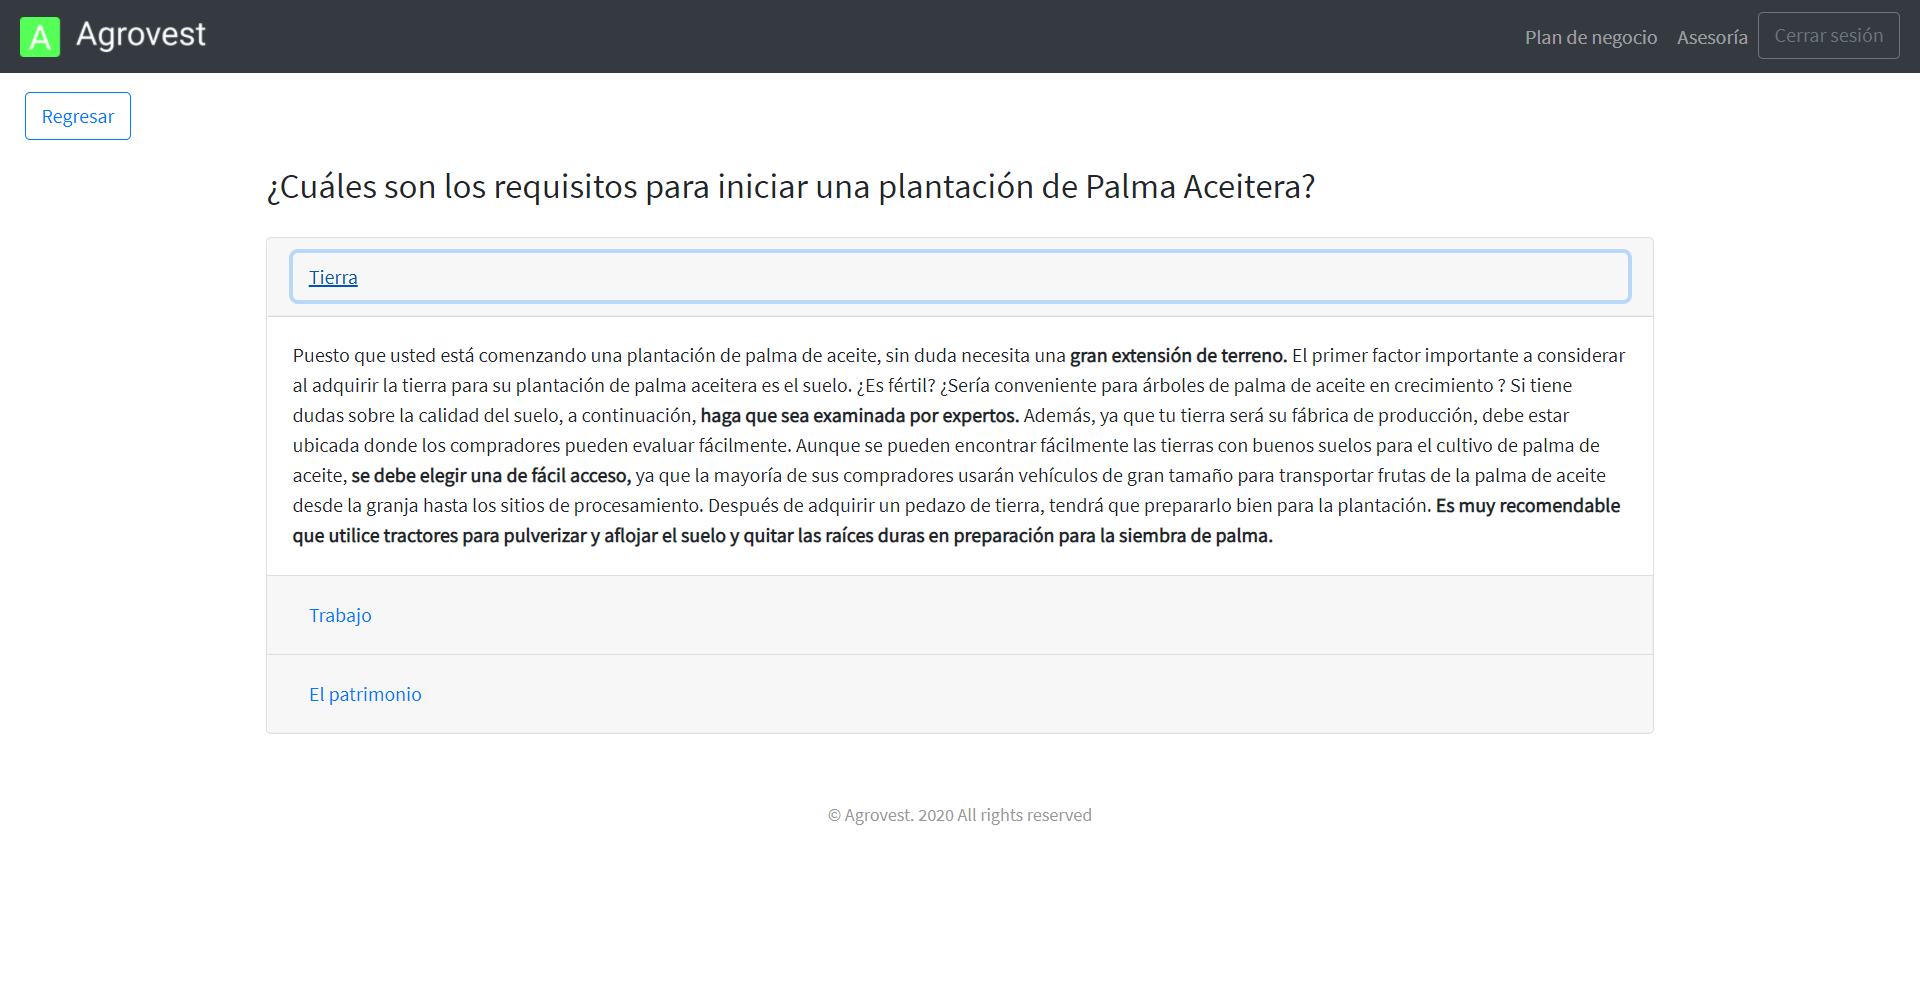 A Agrovest
Plan de negocio Asesoría Cerrar sesión
Regresar
¿Cuáles son los requisitos para iniciar una plantación de Palma Aceitera?
Tierra
Puesto que usted está comenzando una plantación de palma de aceite, sin duda necesita una gran extensión de terreno. El primer factor importante a considerar
al adquirir la tierra para su plantación de palma aceitera es el suelo. ¿Es fértil? ¿Sería conveniente para árboles de palma de aceite en crecimiento ? Si tiene
dudas sobre la calidad del suelo, a continuación, haga que sea examinada por expertos. Además, ya que tu tierra será su fábrica de producción, debe estar
ubicada donde los compradores pueden evaluar fácilmente. Aunque se pueden encontrar fácilmente las tierras con buenos suelos para el cultivo de palma de
aceite, se debe elegir una de fácil acceso, ya que la mayoría de sus compradores usarán vehículos de gran tamaño para transportar frutas de la palma de aceite
desde la granja hasta los sitios de procesamiento. Después de adquirir un pedazo de tierra, tendrá que prepararlo bien para la plantación. Es muy recomendable
que utilice tractores para pulverizar y aflojar el suelo y quitar las raíces duras en preparación para la siembra de palma.
Trabajo
El patrimonio
© Agrovest. 2020 All rights reserved